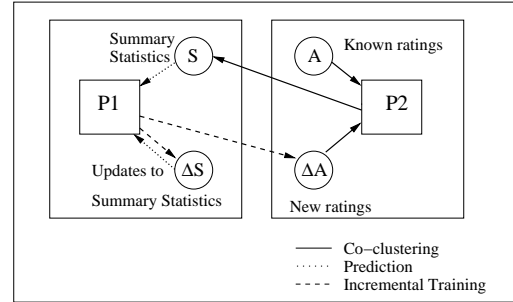 Summary
Statistics
S
A
Known ratings
P1
P2
Updates to
ΔS
ΔA
Summary Statistics
New ratings
Co-clustering
Prediction
Incremental Training